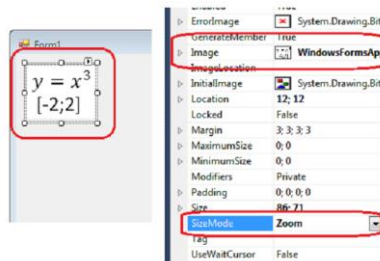 Form1
y = x³
[-2;2]
ErrorImage System.Drawing.Bit
GenerateMember True
Image WindowsFormsAp
ImageLocation
InitialImage System.Drawing.Bit
Location 12; 12
Locked False
Margin 3; 3; 3; 3
MaximumSize 0; 0
MinimumSize 0; 0
Modifiers Private
Padding 0; 0; 0; 0
Size 86; 71
SizeMode Zoom
Tag
UseWaitCursor False